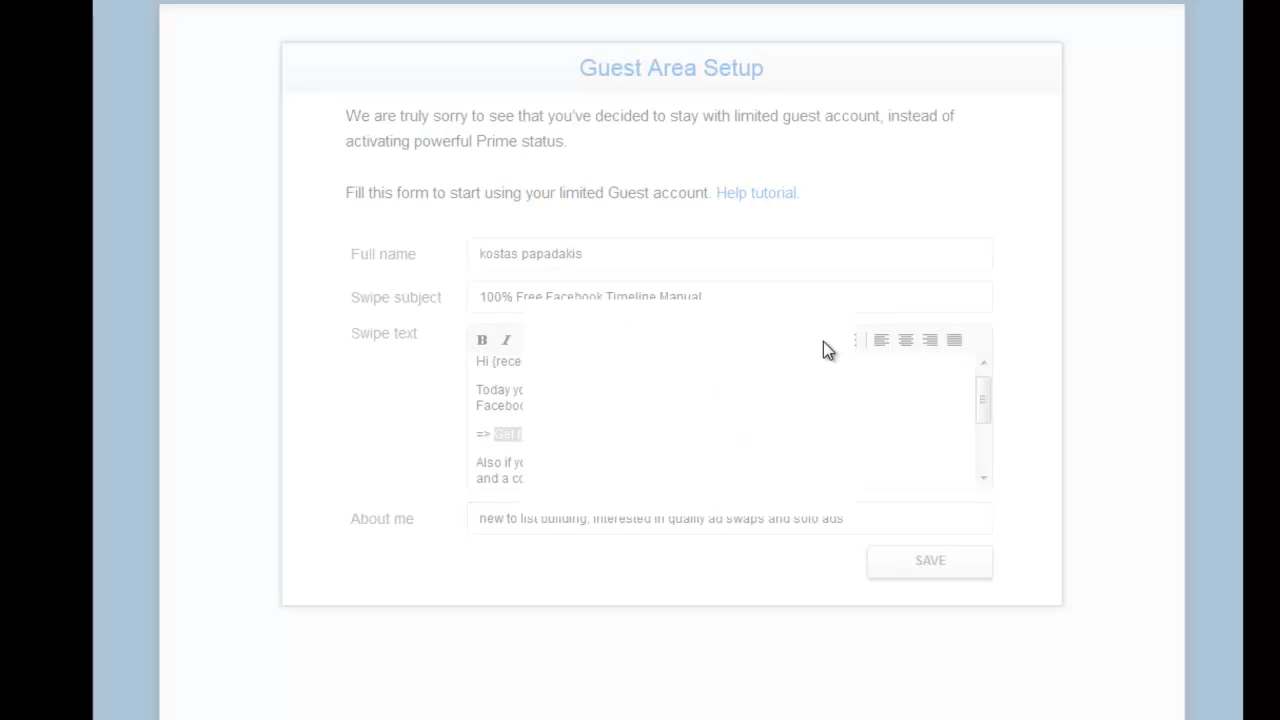 Guest Area Setup
We are truly sorry to see that you've decided to stay with limited guest account, instead of
activating powerful Prime status.
Fill this form to start using your limited Guest account. Help tutorial.
Full name
kostas papadakis
Swipe subject
100% Free Facebook Timeline Manual
Swipe text
B I
Hi {rece
Today yo
Faceboo
=> Get
Also if yo
and a co
About me
new to list building, interested in quality ad swaps and solo ads
SAVE